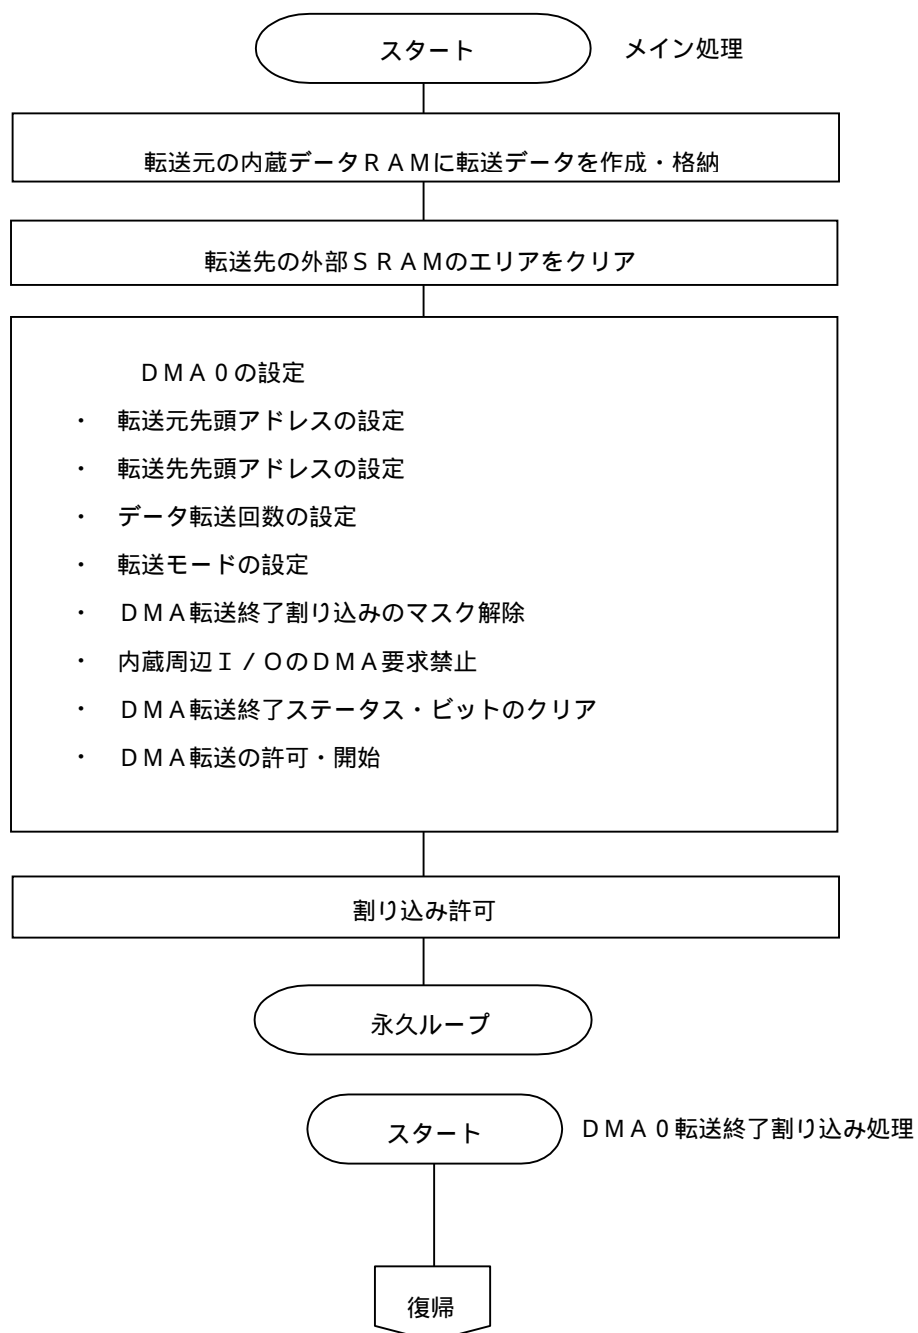 スタート
メイン処理
転送元の内蔵データＲＡＭに転送データを作成・格納
転送先の外部ＳＲＡＭのエリアをクリア
ＤＭＡ０の設定
・ 転送元先頭アドレスの設定
・ 転送先先頭アドレスの設定
・ データ転送回数の設定
・ 転送モードの設定
・ ＤＭＡ転送終了割り込みのマスク解除
・ 内蔵周辺Ｉ／ＯのＤＭＡ要求禁止
・ ＤＭＡ転送終了ステータス・ビットのクリア
・ ＤＭＡ転送の許可・開始
割り込み許可
永久ループ
スタート
ＤＭＡ０転送終了割り込み処理
復帰